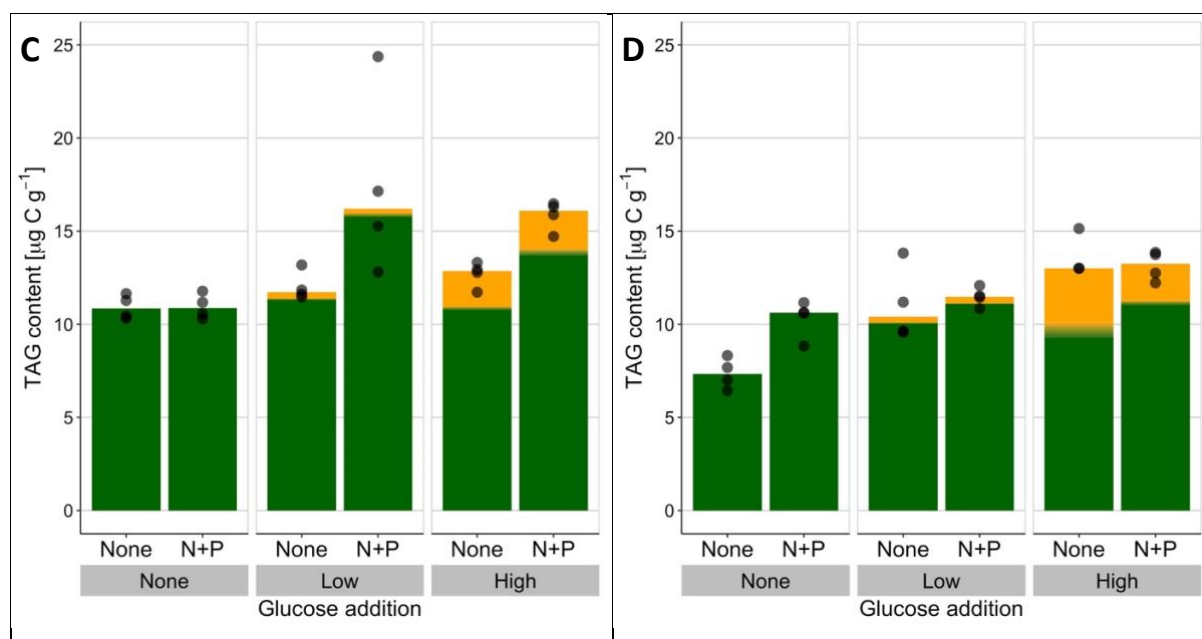 C
TAG content [µg C g⁻¹]
25
20
15
10
5
0
None N+P None N+P None N+P
None Low High
Glucose addition
D
TAG content [µg C g⁻¹]
25
20
15
10
5
0
None N+P None N+P None N+P
None Low High
Glucose addition